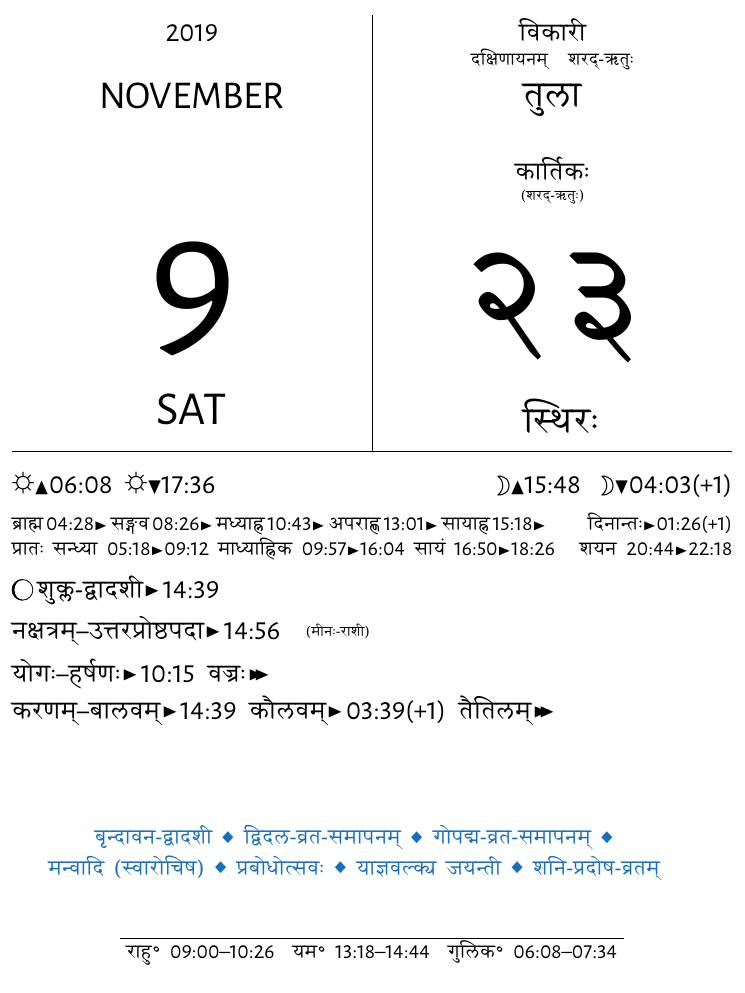 2019
NOVEMBER
9
SAT
विकारी
दक्षिणायनम् शरद्-ऋतुः
तुला
कार्तिकः
(शरद्-ऋतुः)
२३
स्थिरः
☼▲06:08 ☼▼17:36 ☽▲15:48 ☽▼04:03(+1)
ब्राह्म 04:28► सङ्गव 08:26► मध्याह्न 10:43► अपराह्ण 13:01► सायाह्न 15:18► दिनान्तः►01:26(+1)
प्रातः सन्ध्या 05:18►09:12 माध्याह्निक 09:57►16:04 सायं 16:50►18:26 शयन 20:44►22:18
शुक्ल-द्वादशी►14:39
नक्षत्रम्–उत्तरप्रोष्ठपदा►14:56 (मीनः-राशी)
योगः–हर्षणः►10:15 वज्रः►►
करणम्–बालवम्►14:39 कौलवम्►03:39(+1) तैतिलम्►►
बृन्दावन-द्वादशी ◆ द्विदल-व्रत-समापनम् ◆ गोपद्म-व्रत-समापनम् ◆
मन्वादि (स्वारोचिष) ◆ प्रबोधोत्सवः ◆ याज्ञवल्क्य जयन्ती ◆ शनि-प्रदोष-व्रतम्
राहु॰ 09:00–10:26 यम॰ 13:18–14:44 गुलिक॰ 06:08–07:34